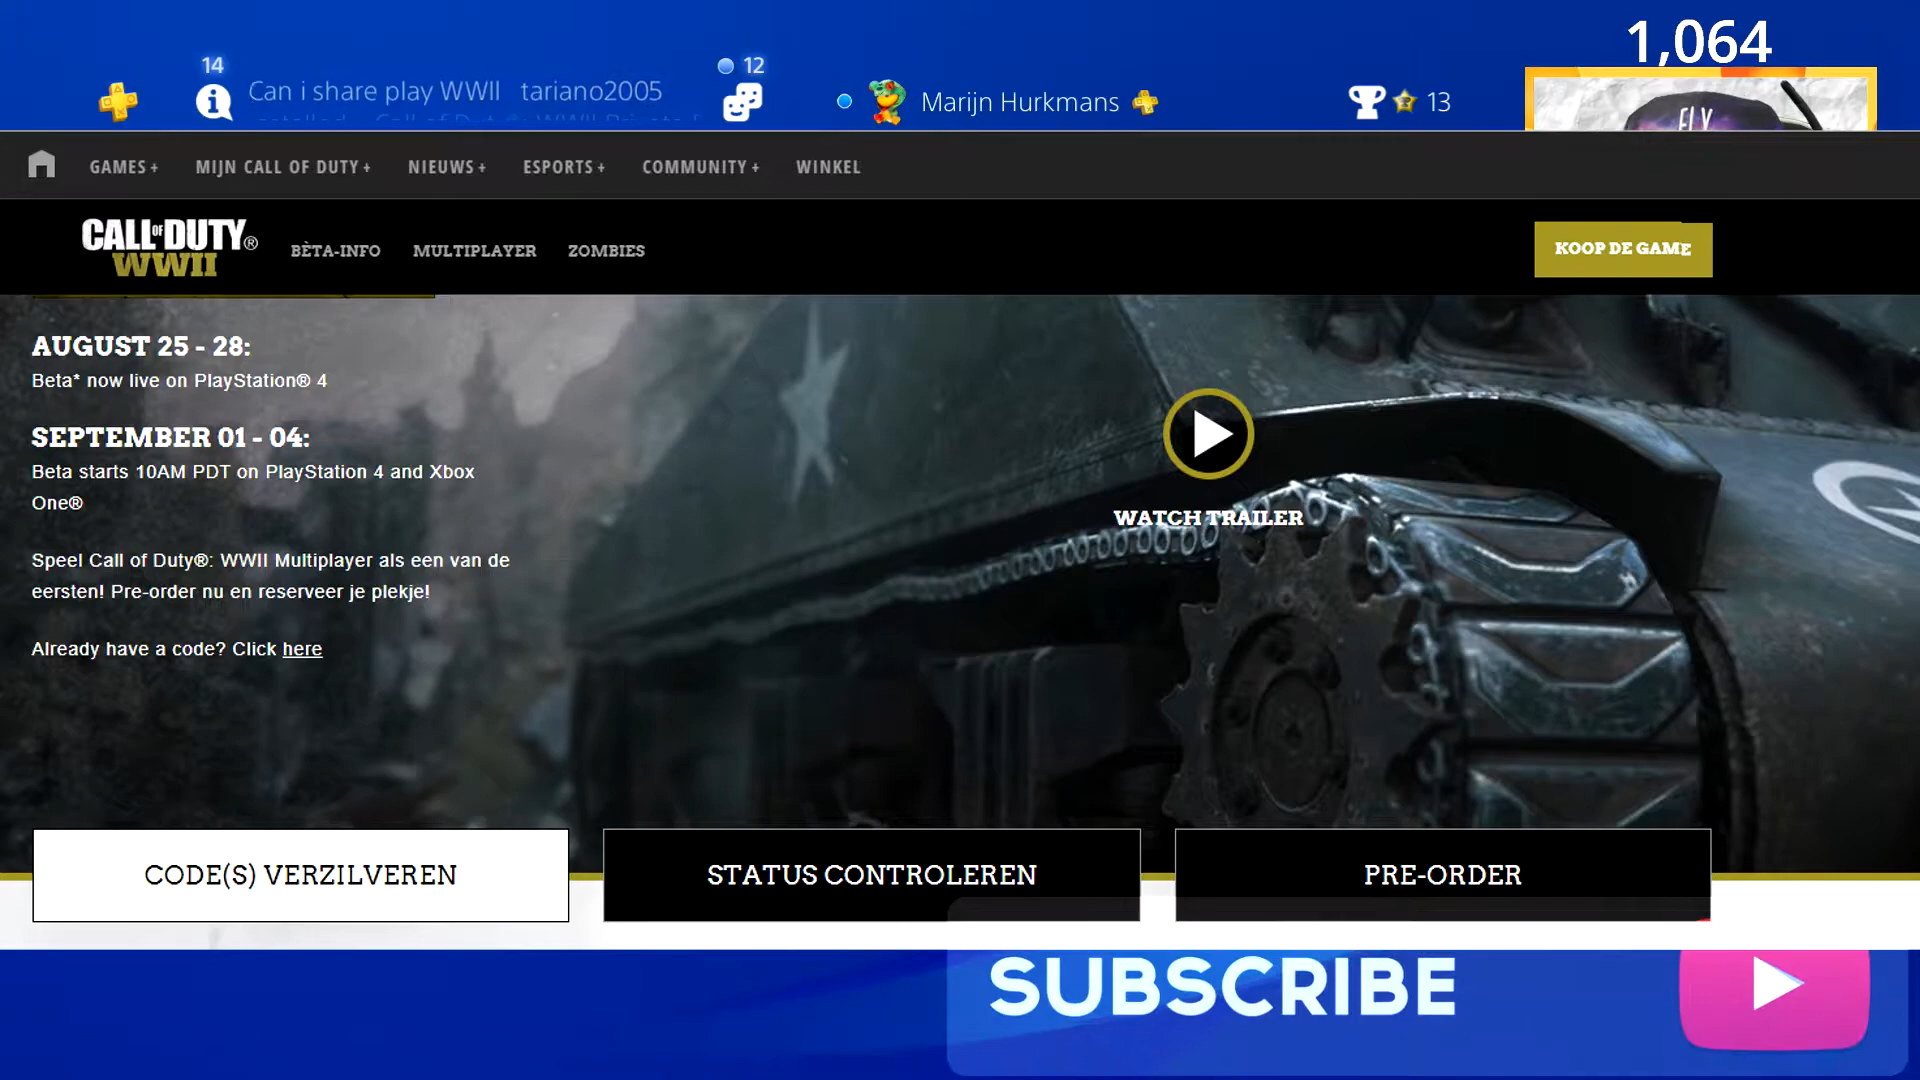 1,064
14
12
Can i share play WWII tariano2005
Marijn Hurkmans
13
GAMES+
MIJN CALL OF DUTY+
NIEUWS+
ESPORTS+
COMMUNITY+
WINKEL
CALL OF DUTY®
WWII
BÈTA-INFO
MULTIPLAYER
ZOMBIES
KOOP DE GAME
AUGUST 25 - 28:
Beta* now live on PlayStation® 4
SEPTEMBER 01 - 04:
Beta starts 10AM PDT on PlayStation 4 and Xbox
One®
Speel Call of Duty®: WWII Multiplayer als een van de
eersten! Pre-order nu en reserveer je plekje!
Already have a code? Click here
WATCH TRAILER
CODE(S) VERZILVEREN
STATUS CONTROLEREN
PRE-ORDER
SUBSCRIBE